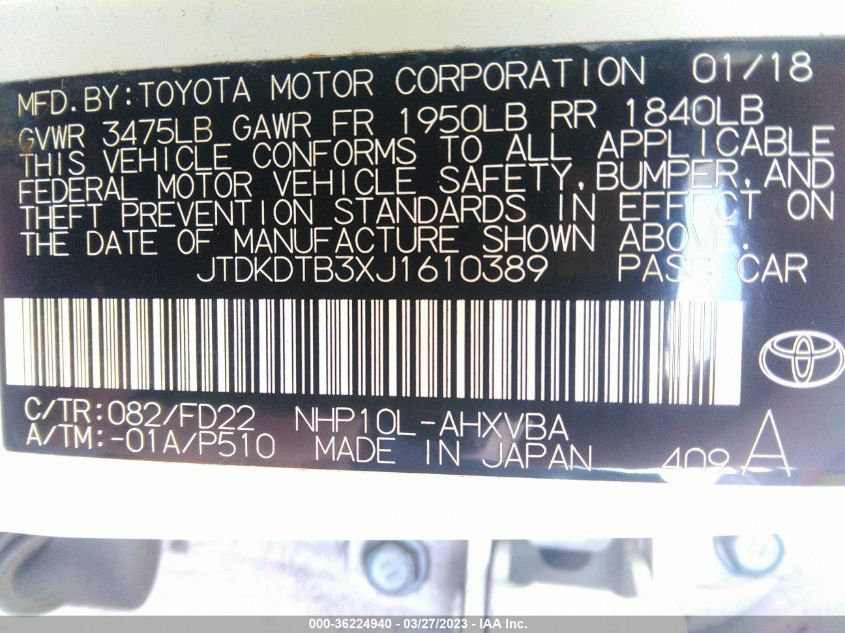 MFD. BY: TOYOTA MOTOR CORPORATION 01/18
GVWR 3475LB GAWR FR 1950LB RR 1840LB
THIS VEHICLE CONFORMS TO ALL APPLICABLE
FEDERAL MOTOR VEHICLE SAFETY, BUMPER, AND
THEFT PREVENTION STANDARDS IN EFFECT ON
THE DATE OF MANUFACTURE SHOWN ABOVE.
JTDKDTB3XJ1610389 PASS. CAR
C/TR: 082/FD22 NHP10L-AHXVBA
A/TM: -01A/P510 MADE IN JAPAN 409 A
000-36224940 - 03/27/2023 - IAA Inc.